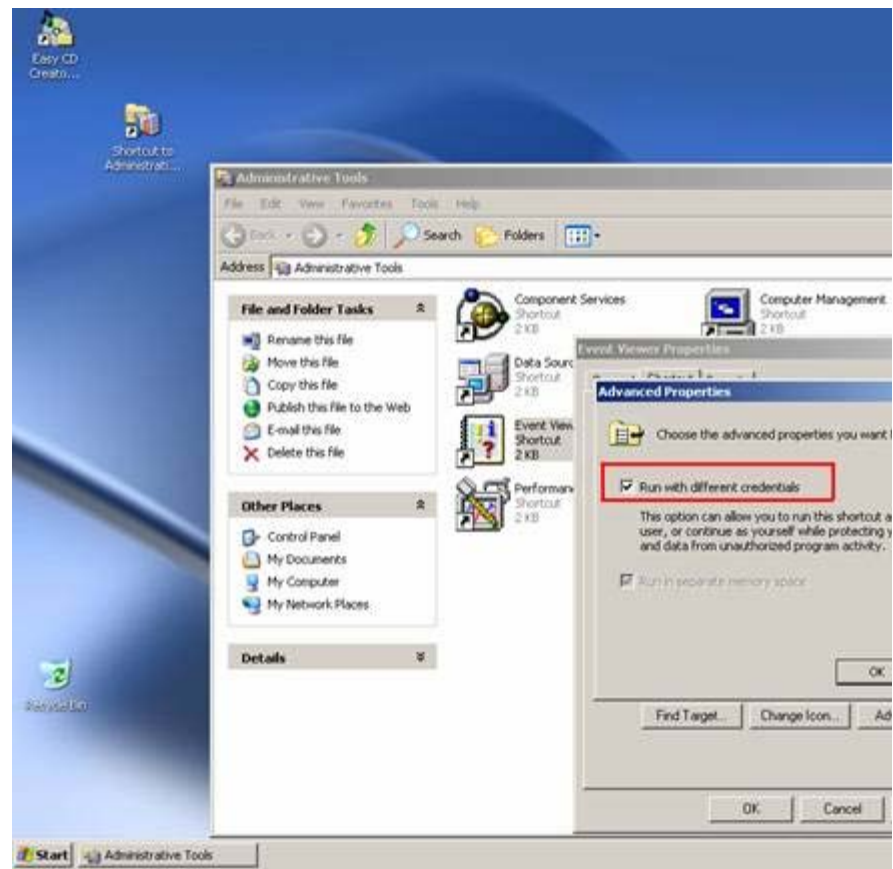 Easy CD
Creato...
Shortcut to
Administrati...
Administrative Tools
File Edit View Favorites Tools Help
Back Search Folders
Address Administrative Tools
File and Folder Tasks
Rename this file
Move this file
Copy this file
Publish this file to the Web
E-mail this file
Delete this file
Other Places
Control Panel
My Documents
My Computer
My Network Places
Details
Component Services
Shortcut
2 KB
Computer Management
Shortcut
2 KB
Data Sourc
Shortcut
2 KB
Event View
Shortcut
2 KB
Performan
Shortcut
2 KB
Event Viewer Properties
Shortcut
Advanced Properties
Choose the advanced properties you want
Run with different credentials
This option can allow you to run this shortcut a
user, or continue as yourself while protecting y
and data from unauthorized program activity.
Run in separate memory space
OK
Find Target... Change Icon... Ad
OK Cancel
Recycle Bin
Start Administrative Tools